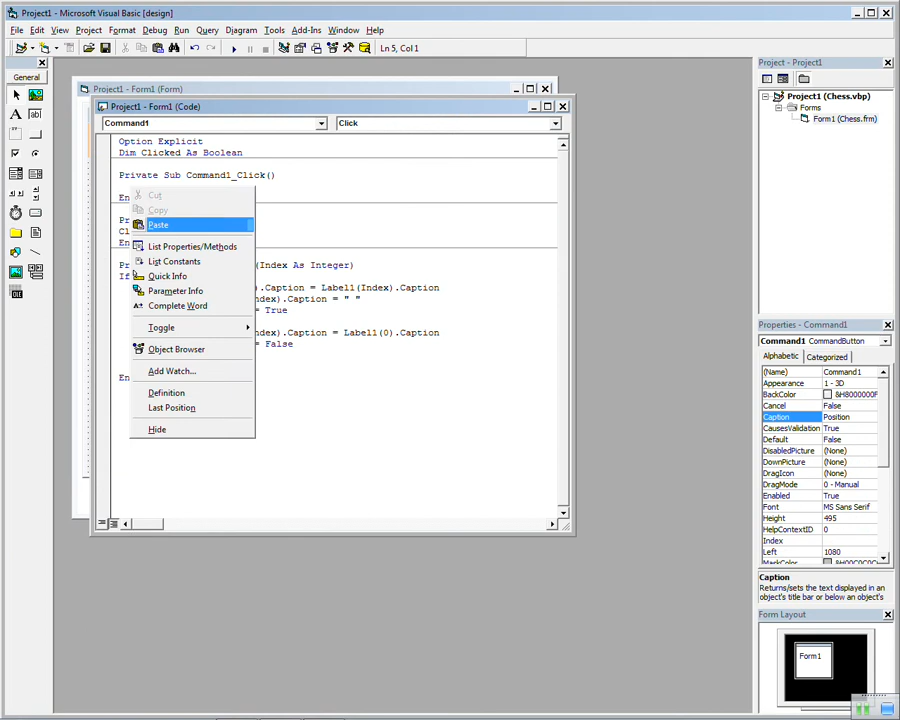 Project1 - Microsoft Visual Basic [design]
File Edit View Project Format Debug Run Query Diagram Tools Add-Ins Window Help
Ln 5, Col 1
General
Project1 - Form1 (Form)
Project1 - Form1 (Code)
Command1
Click
Option Explicit
Dim Clicked As Boolean
Private Sub Command1_Click()
En
Pr
Cl
En
Pr (Index As Integer)
If
).Caption = Label1(Index).Caption
ndex).Caption = " "
= True
ndex).Caption = Label1(0).Caption
= False
En
Cut
Copy
Paste
List Properties/Methods
List Constants
Quick Info
Parameter Info
Complete Word
Toggle
Object Browser
Add Watch...
Definition
Last Position
Hide
Project - Project1
Project1 (Chess.vbp)
Forms
Form1 (Chess.frm)
Properties - Command1
Command1 CommandButton
Alphabetic Categorized
(Name) Command1
Appearance 1 - 3D
BackColor &H8000000F
Cancel False
Caption Position
CausesValidation True
Default False
DisabledPicture (None)
DownPicture (None)
DragIcon (None)
DragMode 0 - Manual
Enabled True
Font MS Sans Serif
Height 495
HelpContextID 0
Index
Left 1080
MaskColor &H00C0C0C
Caption
Returns/sets the text displayed in an
object's title bar or below an object's
Form Layout
Form1